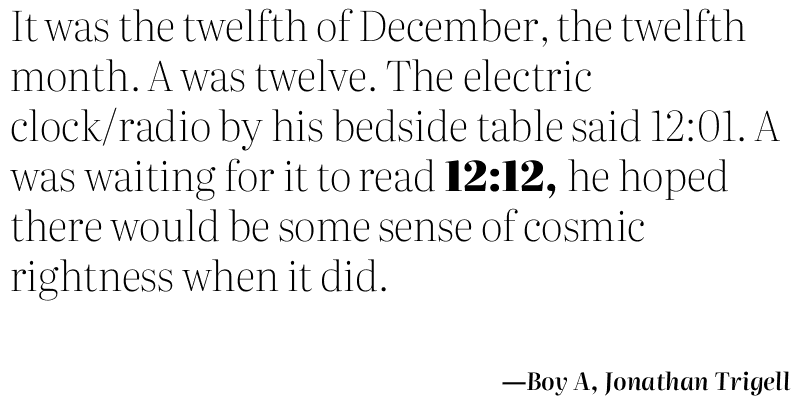 It was the twelfth of December, the twelfth
month. A was twelve. The electric
clock/radio by his bedside table said 12:01. A
was waiting for it to read 12:12, he hoped
there would be some sense of cosmic
rightness when it did.
—Boy A, Jonathan Trigell